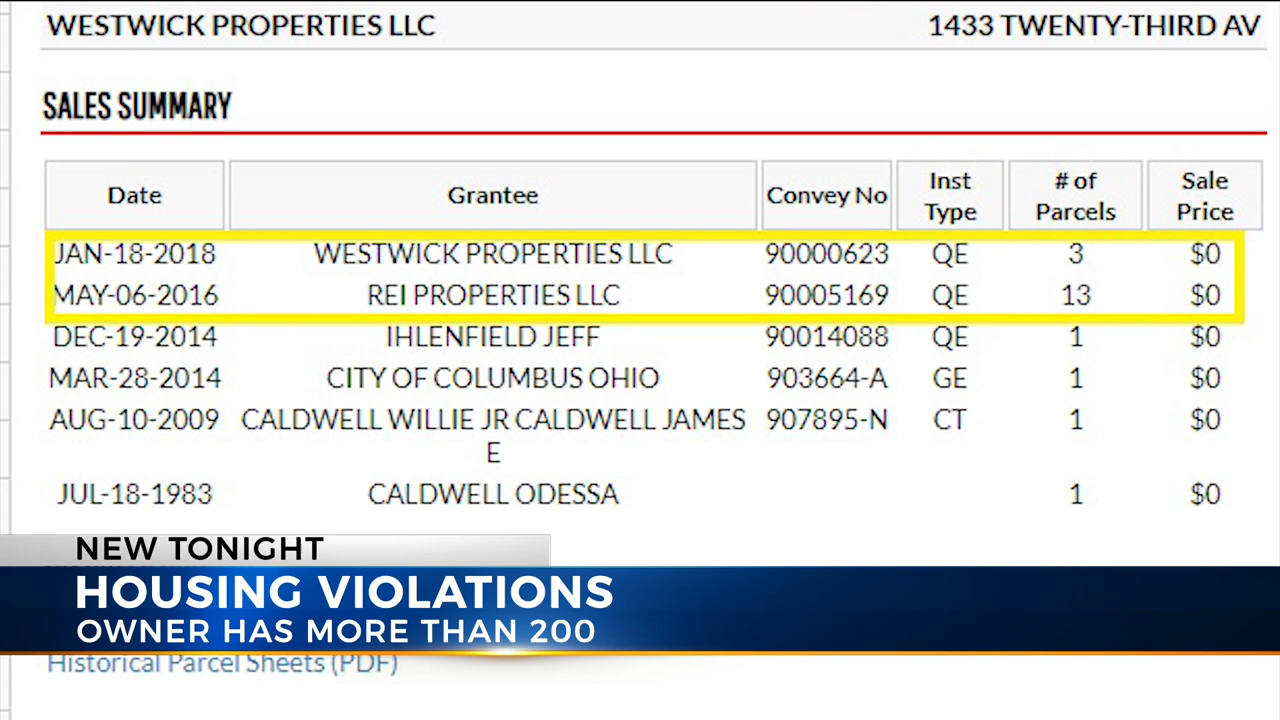 WESTWICK PROPERTIES LLC 1433 TWENTY-THIRD AV
SALES SUMMARY
Date Grantee Convey No Inst Type # of Parcels Sale Price
JAN-18-2018 WESTWICK PROPERTIES LLC 90000623 QE 3 $0
MAY-06-2016 REI PROPERTIES LLC 90005169 QE 13 $0
DEC-19-2014 IHLENFIELD JEFF 90014088 QE 1 $0
MAR-28-2014 CITY OF COLUMBUS OHIO 903664-A GE 1 $0
AUG-10-2009 CALDWELL WILLIE JR CALDWELL JAMES 907895-N CT 1 $0
E
JUL-18-1983 CALDWELL ODESSA 1 $0
NEW TONIGHT
HOUSING VIOLATIONS
OWNER HAS MORE THAN 200
Historical Parcel Sheets (PDF)